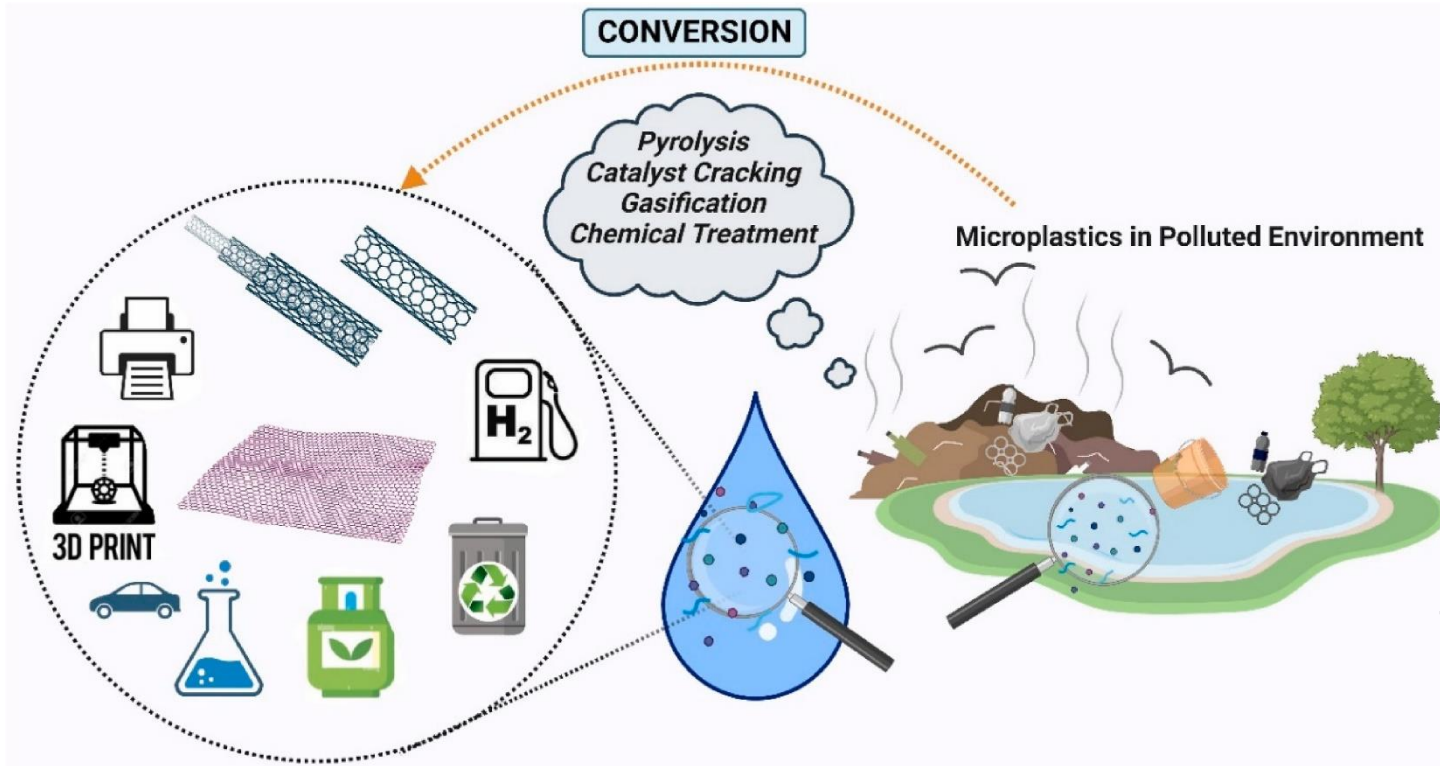 CONVERSION
Pyrolysis
Catalyst Cracking
Gasification
Chemical Treatment
Microplastics in Polluted Environment
H2
3D PRINT